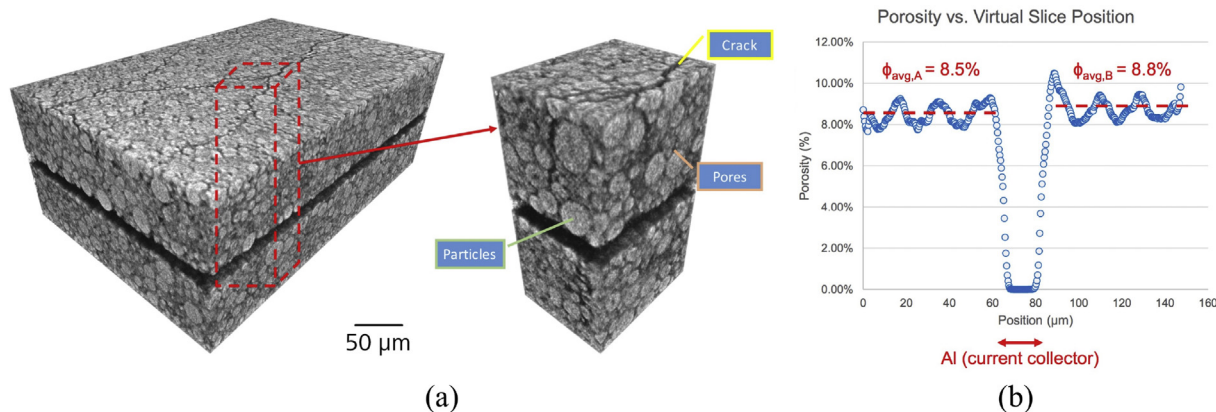 Crack
Pores
Particles
50 μm
(a)
Porosity vs. Virtual Slice Position
12.00%
10.00%
8.00%
6.00%
4.00%
2.00%
0.00%
Porosity (%)
ϕavg,A = 8.5%
ϕavg,B = 8.8%
0 20 40 60 80 100 120 140 160
Position (μm)
Al (current collector)
(b)